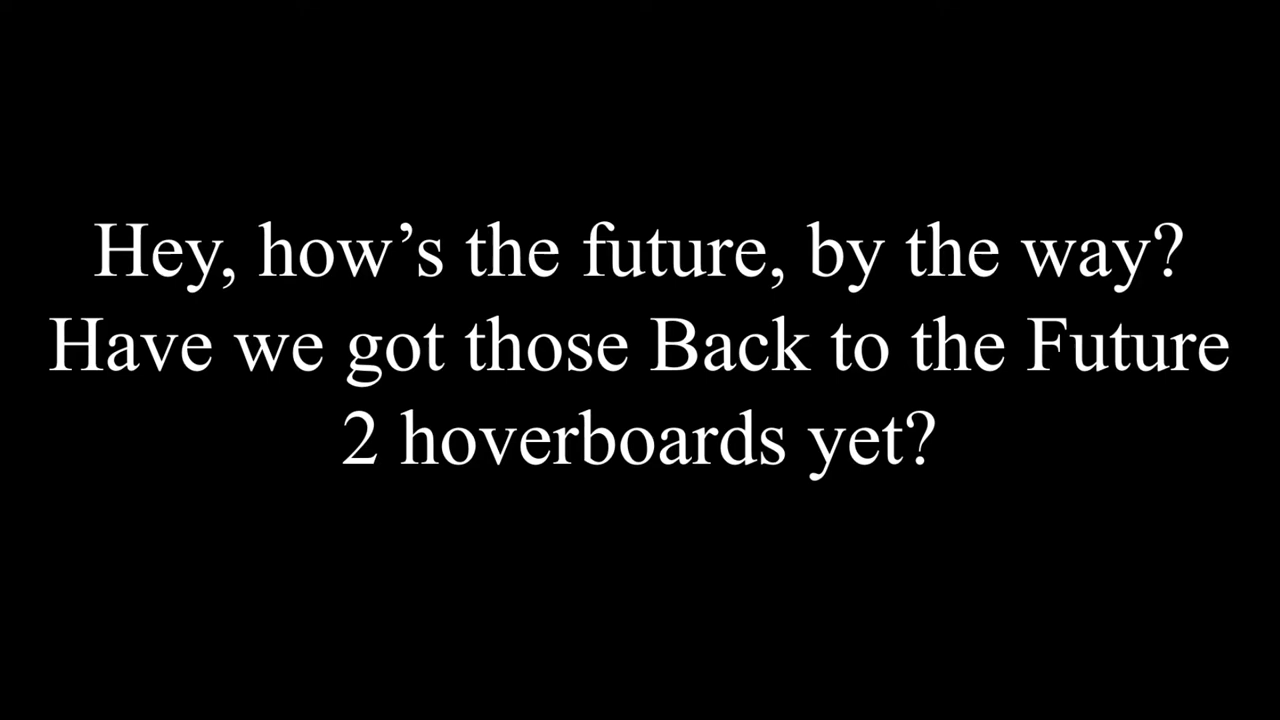 Hey, how’s the future, by the way?
Have we got those Back to the Future
2 hoverboards yet?